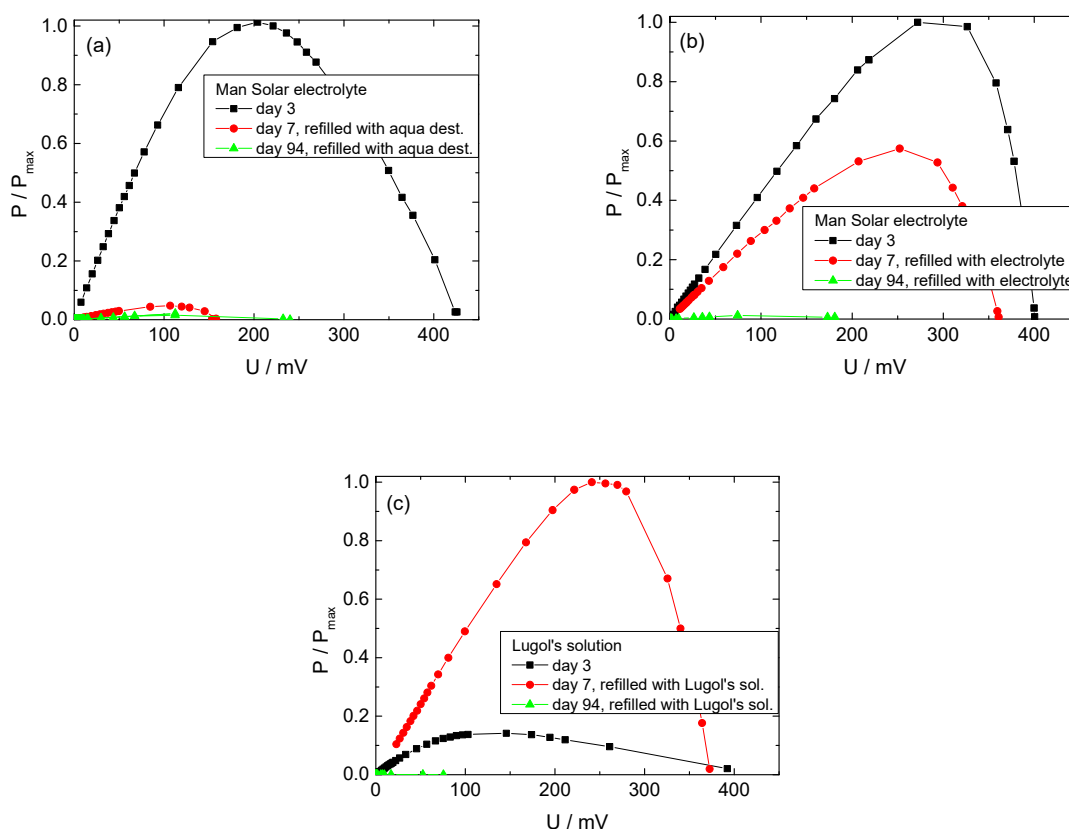 (a)
Man Solar electrolyte
day 3
day 7, refilled with aqua dest.
day 94, refilled with aqua dest.
P / Pmax
1.0
0.8
0.6
0.4
0.2
0.0
0 100 200 300 400
U / mV
(b)
Man Solar electrolyte
day 3
day 7, refilled with electrolyte
day 94, refilled with electrolyte
P / Pmax
1.0
0.8
0.6
0.4
0.2
0.0
0 100 200 300 400
U / mV
(c)
Lugol's solution
day 3
day 7, refilled with Lugol's sol.
day 94, refilled with Lugol's sol.
P / Pmax
1.0
0.8
0.6
0.4
0.2
0.0
0 100 200 300 400
U / mV